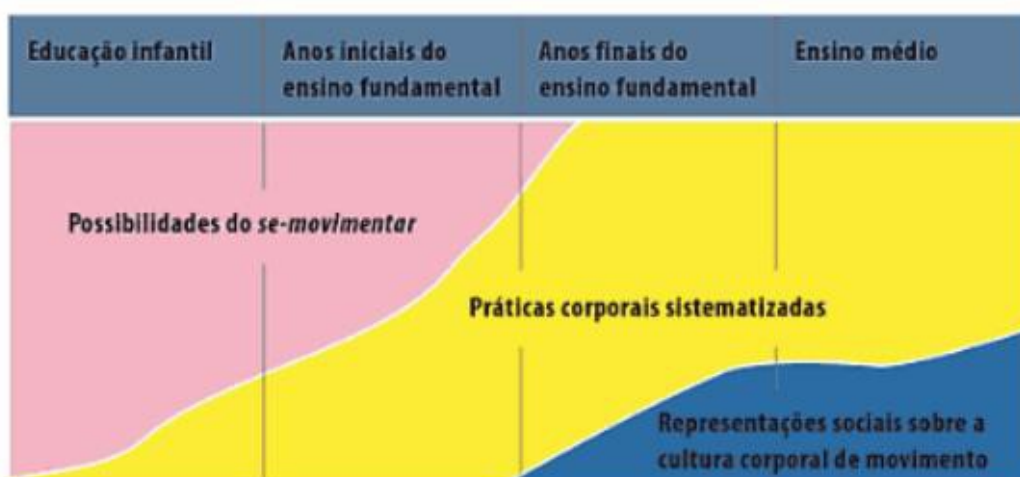 Educação infantil
Anos iniciais do
ensino fundamental
Anos finais do
ensino fundamental
Ensino médio
Possibilidades do se-movimentar
Práticas corporais sistematizadas
Representações sociais sobre a
cultura corporal de movimento